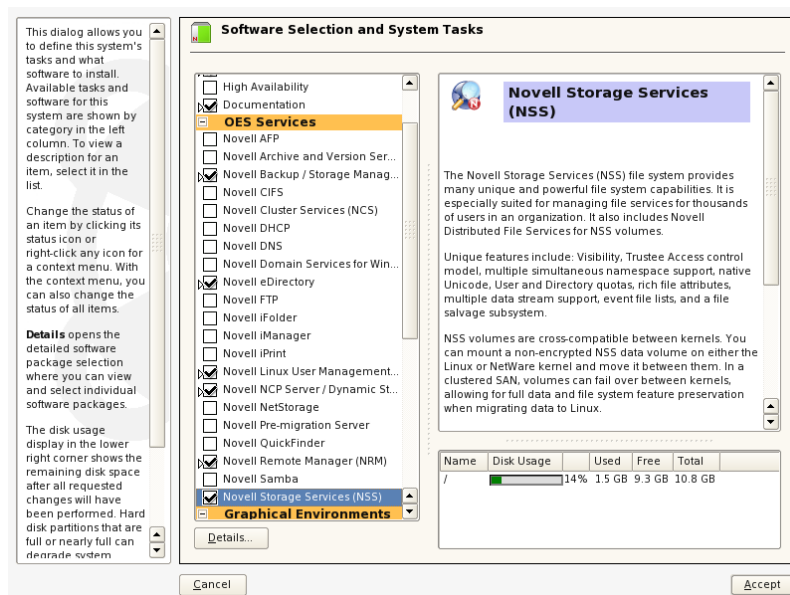 This dialog allows you
to define this system's
tasks and what
software to install.
Available tasks and
software for this
system are shown by
category in the left
column. To view a
description for an
item, select it in the
list.
Change the status of
an item by clicking its
status icon or
right-click any icon for
a context menu. With
the context menu, you
can also change the
status of all items.
Details opens the
detailed software
package selection
where you can view
and select individual
software packages.
The disk usage
display in the lower
right corner shows the
remaining disk space
after all requested
changes will have
been performed. Hard
disk partitions that are
full or nearly full can
degrade system
Software Selection and System Tasks
High Availability
Documentation
OES Services
Novell AFP
Novell Archive and Version Ser...
Novell Backup / Storage Manag...
Novell CIFS
Novell Cluster Services (NCS)
Novell DHCP
Novell DNS
Novell Domain Services for Win...
Novell eDirectory
Novell FTP
Novell iFolder
Novell iManager
Novell iPrint
Novell Linux User Management...
Novell NCP Server / Dynamic St...
Novell NetStorage
Novell Pre-migration Server
Novell QuickFinder
Novell Remote Manager (NRM)
Novell Samba
Novell Storage Services (NSS)
Graphical Environments
Details...
Novell Storage Services
(NSS)
The Novell Storage Services (NSS) file system provides
many unique and powerful file system capabilities. It is
especially suited for managing file services for thousands
of users in an organization. It also includes Novell
Distributed File Services for NSS volumes.
Unique features include: Visibility, Trustee Access control
model, multiple simultaneous namespace support, native
Unicode, User and Directory quotas, rich file attributes,
multiple data stream support, event file lists, and a file
salvage subsystem.
NSS volumes are cross-compatible between kernels. You
can mount a non-encrypted NSS data volume on either the
Linux or NetWare kernel and move it between them. In a
clustered SAN, volumes can fail over between kernels,
allowing for full data and file system feature preservation
when migrating data to Linux.
Name Disk Usage Used Free Total
/ 14% 1.5 GB 9.3 GB 10.8 GB
Cancel
Accept